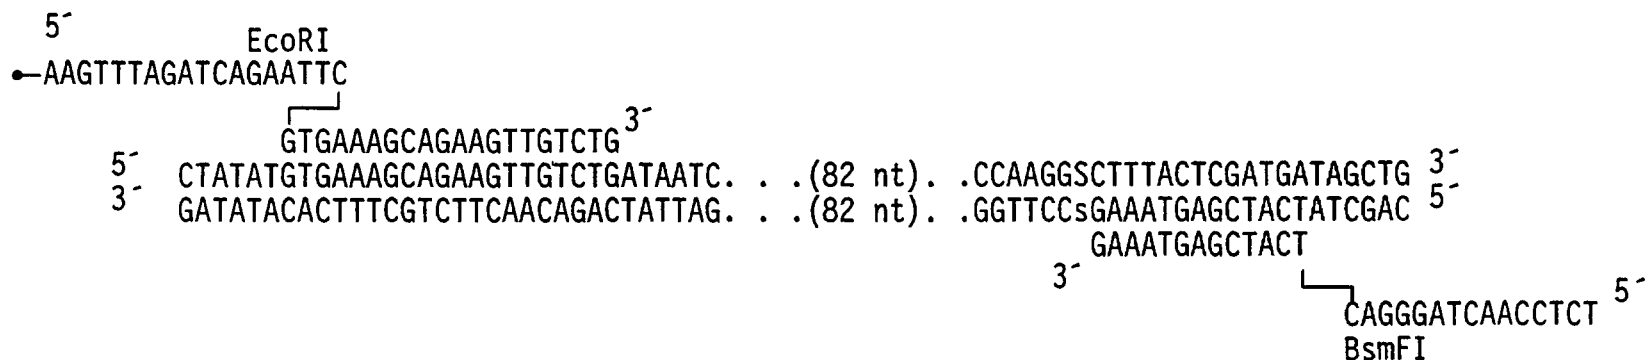 5´
EcoRI
AAGTTTAGATCAGAATTC
GTGAAAGCAGAAGTTGTCTG 3´
5´ CTATATGTGAAAGCAGAAGTTGTCTGATAATC. . .(82 nt). .CCAAGGSCTTTACTCGATGATAGCTG 3´
3´ GATATACACTTTCGTCTTCAACAGACTATTAG. . .(82 nt). .GGTTCCsGAAATGAGCTACTATCGAC 5´
GAAATGAGCTACT
3´
CAGGGATCAACCTCT 5´
BsmFI